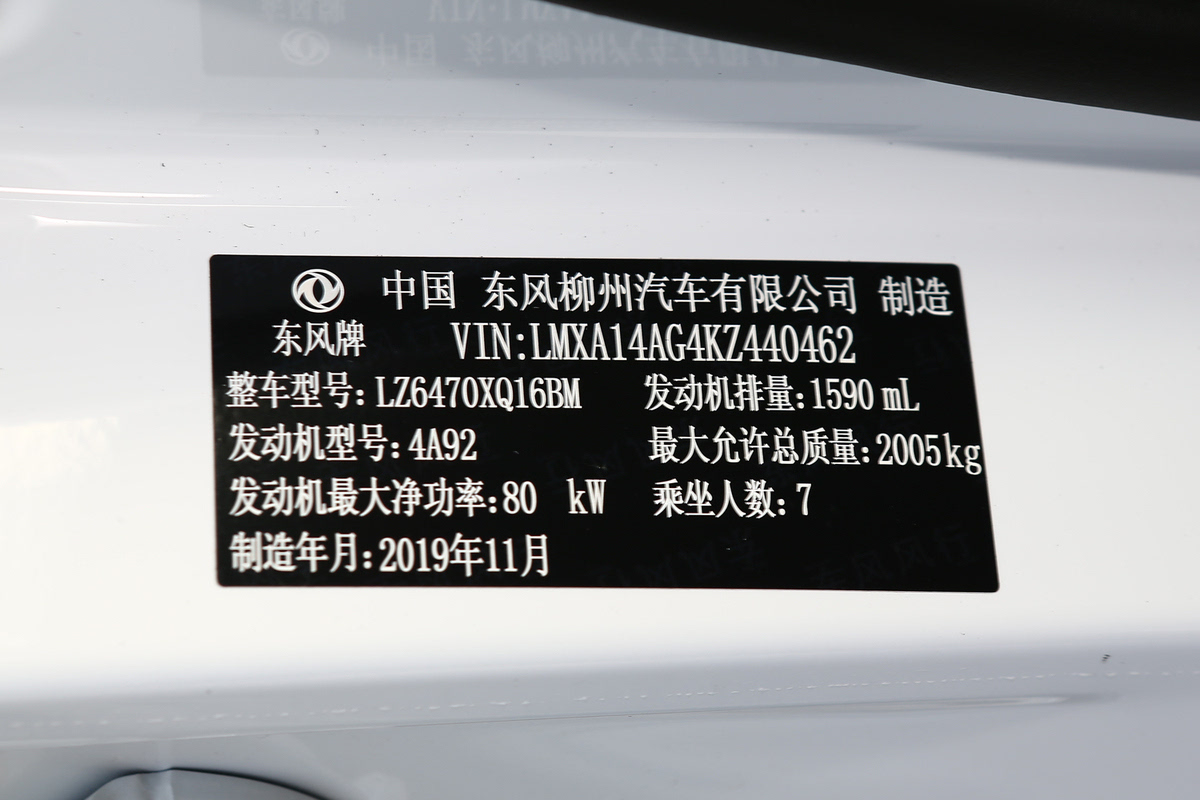 中国 东风柳州汽车有限公司 制造
东风牌 VIN:LMXA14AG4KZ440462
整车型号: LZ6470XQ16BM 发动机排量:1590 mL
发动机型号:4A92 最大允许总质量:2005kg
发动机最大净功率:80 kW 乘坐人数:7
制造年月:2019年11月